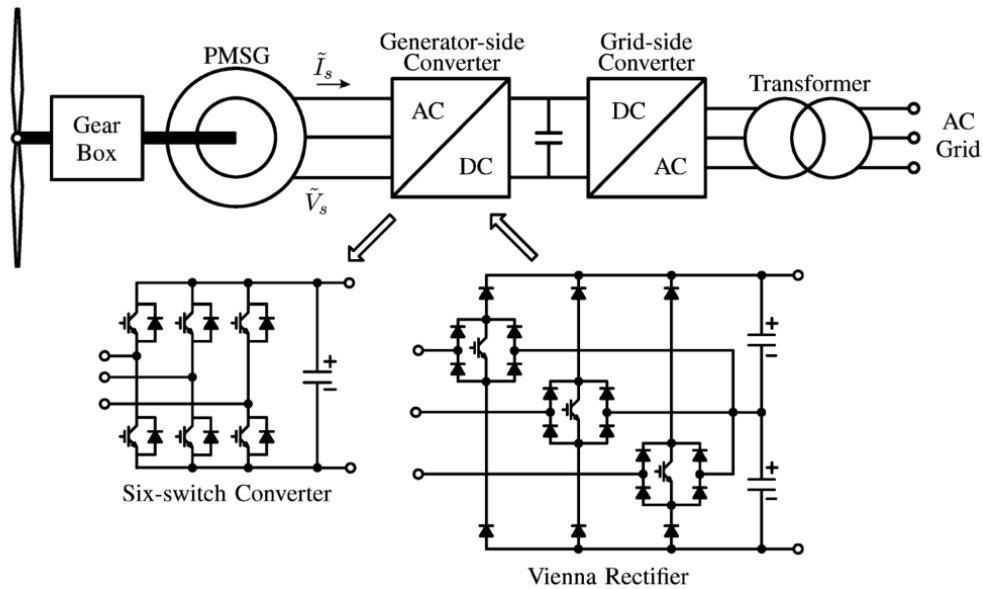 PMSG
Generator-side
Converter
Grid-side
Converter
Transformer
Ĩs
Gear
Box
AC
DC
DC
AC
AC
Grid
Ṽs
+
−
+
−
+
−
Six-switch Converter
Vienna Rectifier